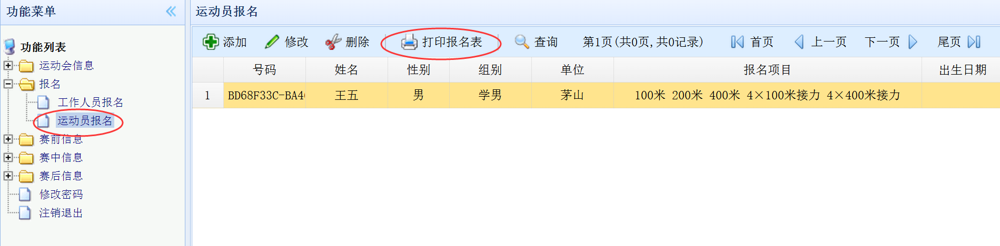 功能菜单
功能列表
运动会信息
报名
工作人员报名
运动员报名
赛前信息
赛中信息
赛后信息
修改密码
注销退出
运动员报名
添加 修改 删除 打印报名表 查询 第1页(共0页,共0记录) 首页 上一页 下一页 尾页
号码 姓名 性别 组别 单位 报名项目 出生日期
1 BD68F33C-BA4 王五 男 学男 茅山 100米 200米 400米 4×100米接力 4×400米接力